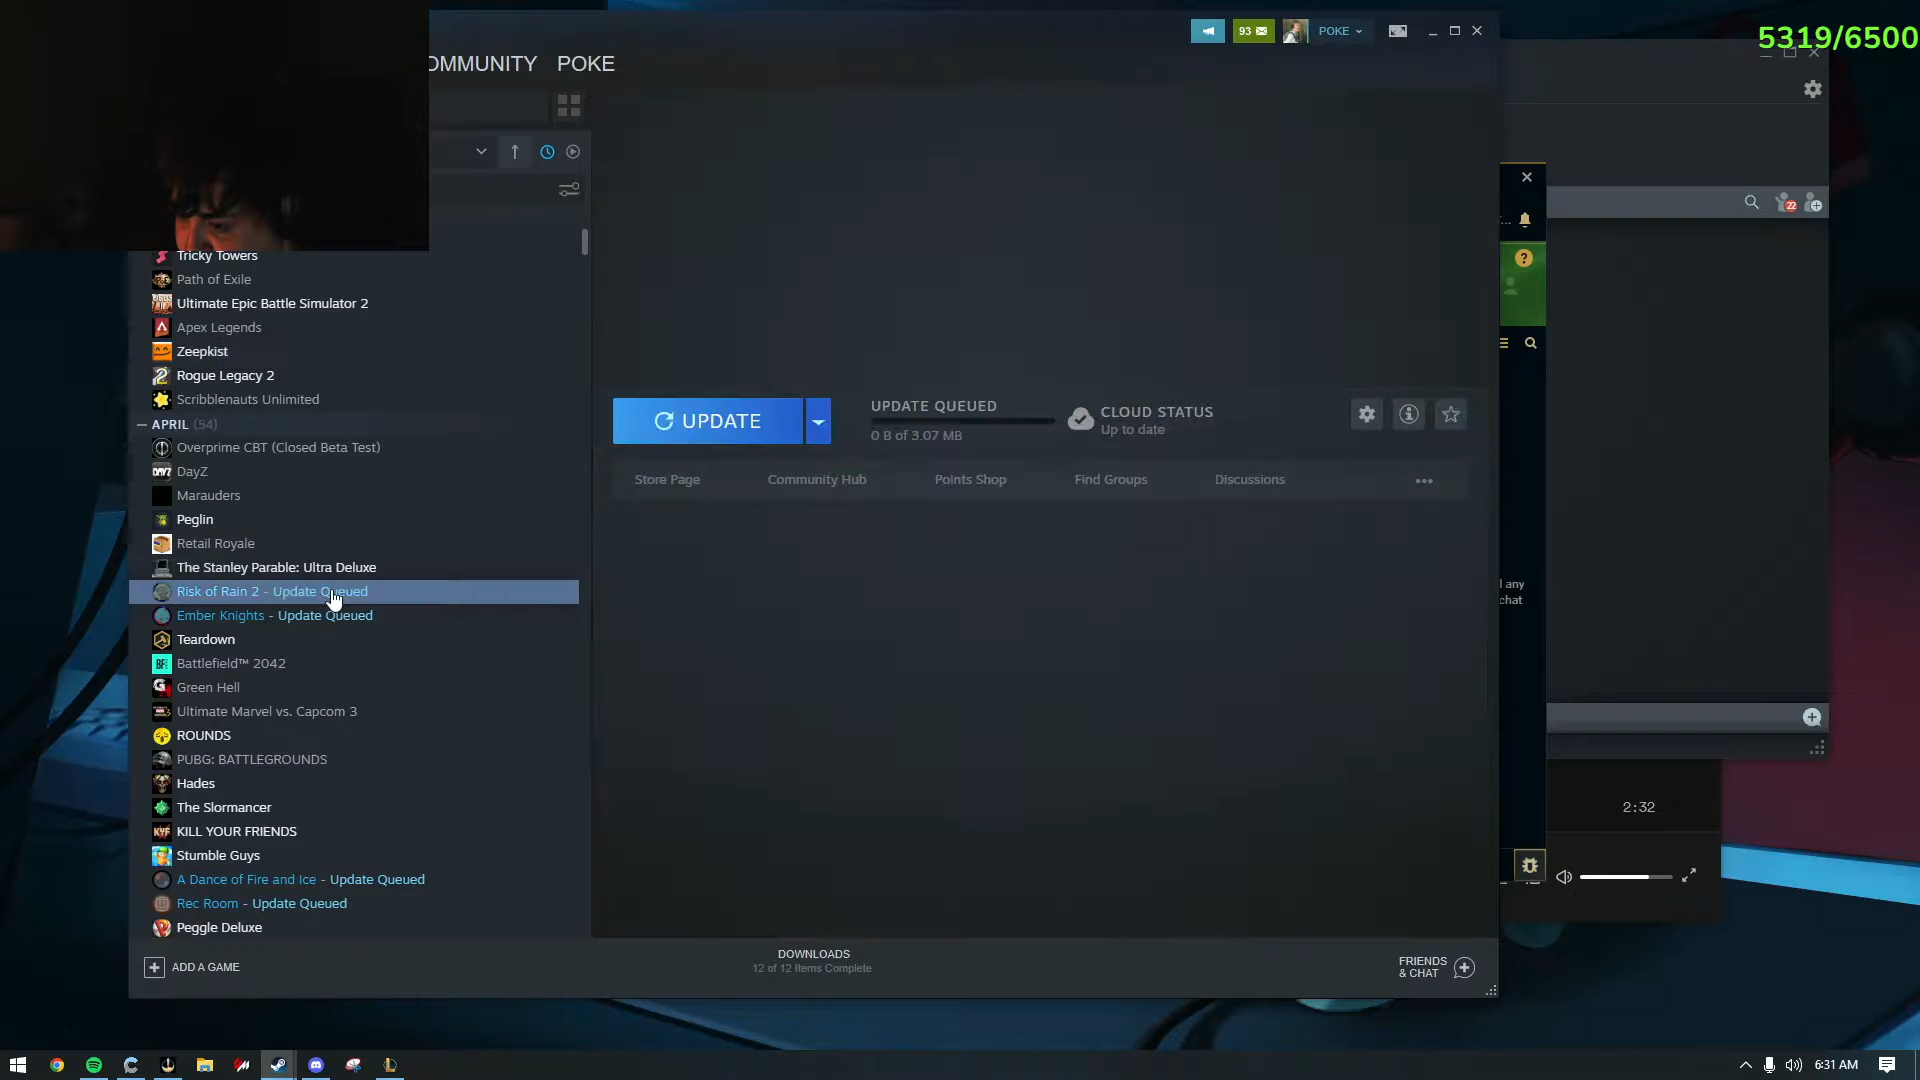 5319/6500
93
POKE
OMMUNITY
POKE
Tricky Towers
Path of Exile
Ultimate Epic Battle Simulator 2
Apex Legends
Zeepkist
Rogue Legacy 2
Scribblenauts Unlimited
APRIL (54)
Overprime CBT (Closed Beta Test)
DayZ
Marauders
Peglin
Retail Royale
The Stanley Parable: Ultra Deluxe
Risk of Rain 2 - Update Queued
Ember Knights - Update Queued
Teardown
Battlefield™ 2042
Green Hell
Ultimate Marvel vs. Capcom 3
ROUNDS
PUBG: BATTLEGROUNDS
Hades
The Slormancer
KILL YOUR FRIENDS
Stumble Guys
A Dance of Fire and Ice - Update Queued
Rec Room - Update Queued
Peggle Deluxe
ADD A GAME
UPDATE
UPDATE QUEUED
0 B of 3.07 MB
CLOUD STATUS
Up to date
Store Page
Community Hub
Points Shop
Find Groups
Discussions
DOWNLOADS
12 of 12 Items Complete
FRIENDS
& CHAT
22
any
chat
2:32
6:31 AM